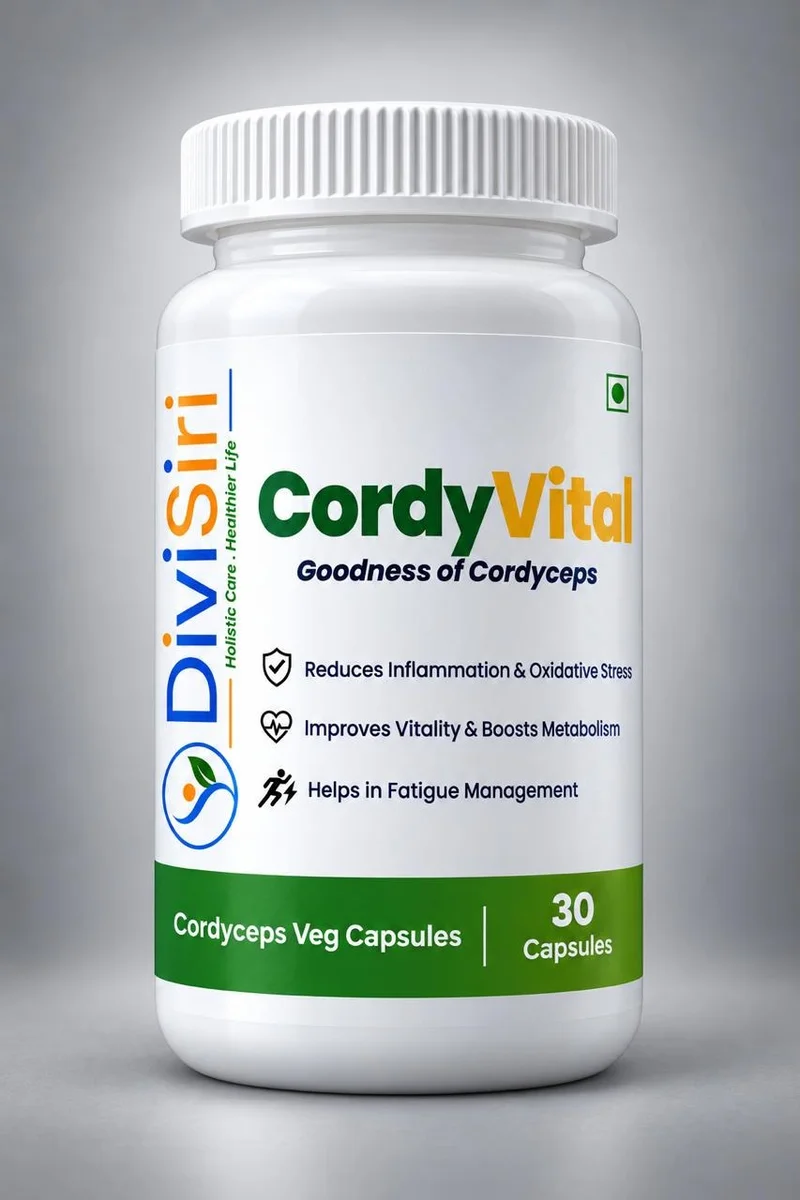 DiviSiri
Holistic Care . Healthier Life
CordyVital
Goodness of Cordyceps
Reduces Inflammation & Oxidative Stress
Improves Vitality & Boosts Metabolism
Helps in Fatigue Management
Cordyceps Veg Capsules
30
Capsules